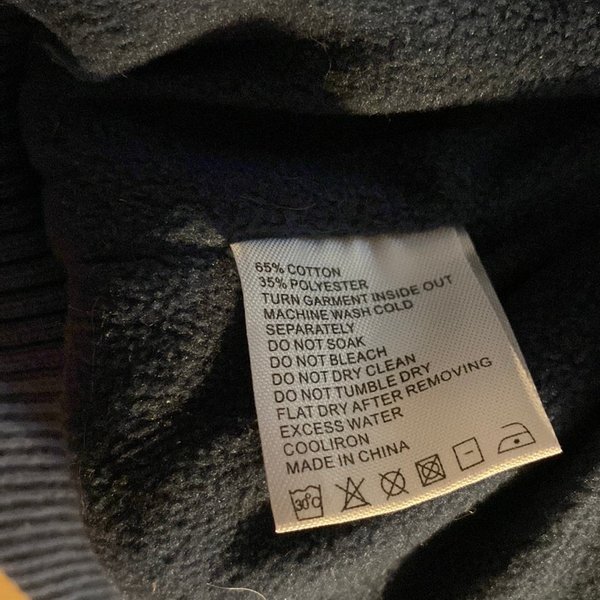 65% COTTON
35% POLYESTER
TURN GARMENT INSIDE OUT
MACHINE WASH COLD
SEPARATELY
DO NOT SOAK
DO NOT BLEACH
DO NOT DRY CLEAN
DO NOT TUMBLE DRY
FLAT DRY AFTER REMOVING
EXCESS WATER
COOLIRON
MADE IN CHINA
30°C